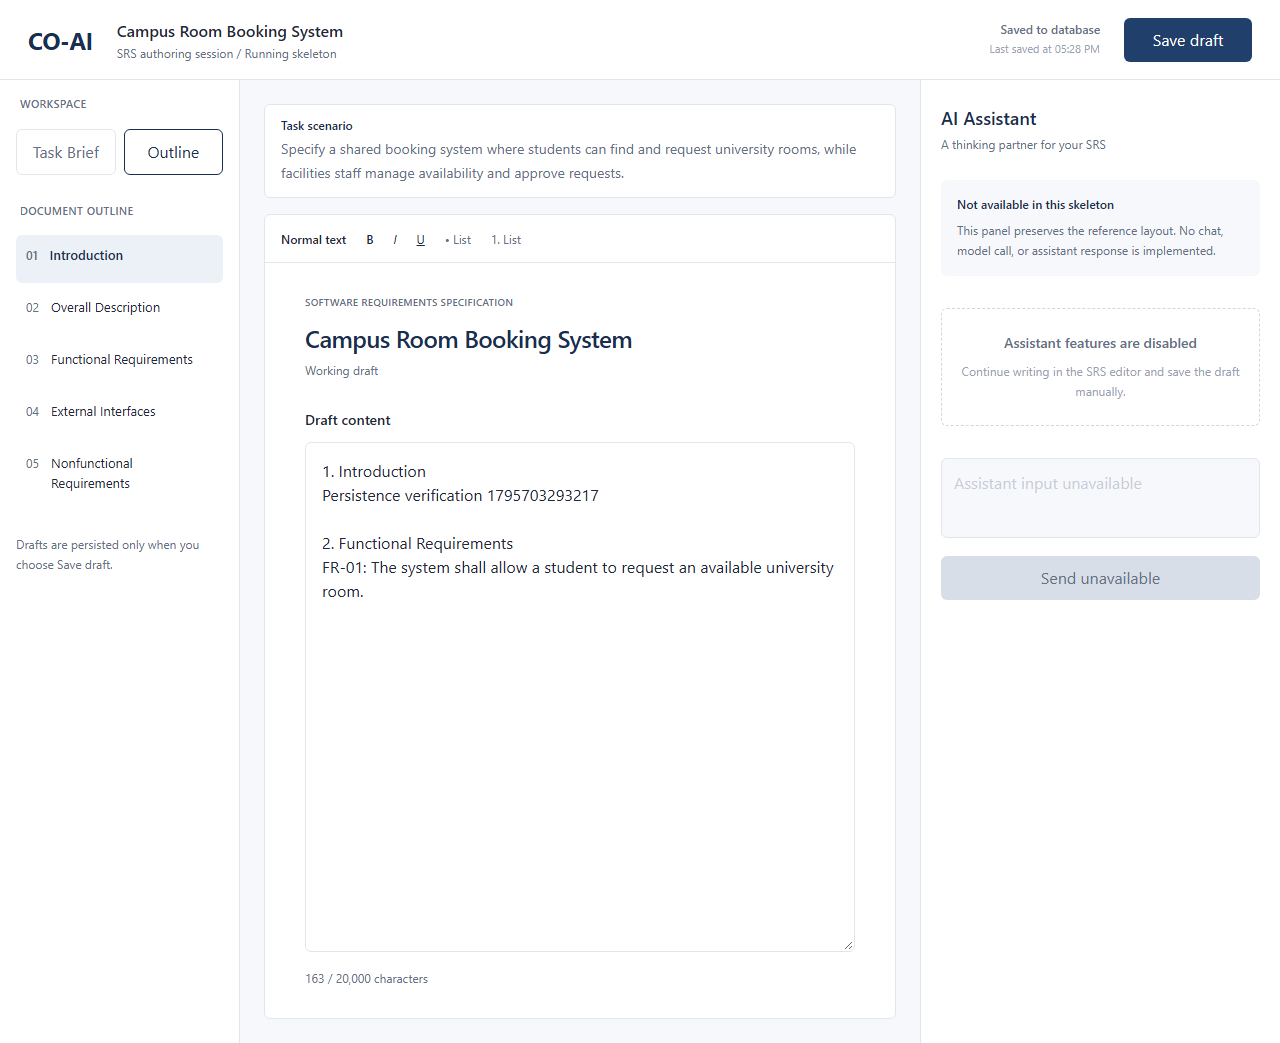 CO-AI
Campus Room Booking System
SRS authoring session / Running skeleton
Saved to database
Last saved at 05:28 PM
Save draft
WORKSPACE
Task Brief
Outline
DOCUMENT OUTLINE
01 Introduction
02 Overall Description
03 Functional Requirements
04 External Interfaces
05 Nonfunctional
Requirements
Drafts are persisted only when you
choose Save draft.
Task scenario
Specify a shared booking system where students can find and request university rooms, while
facilities staff manage availability and approve requests.
Normal text B I U • List 1. List
SOFTWARE REQUIREMENTS SPECIFICATION
Campus Room Booking System
Working draft
Draft content
1. Introduction
Persistence verification 1795703293217
2. Functional Requirements
FR-01: The system shall allow a student to request an available university
room.
163 / 20,000 characters
AI Assistant
A thinking partner for your SRS
Not available in this skeleton
This panel preserves the reference layout. No chat,
model call, or assistant response is implemented.
Assistant features are disabled
Continue writing in the SRS editor and save the draft
manually.
Assistant input unavailable
Send unavailable